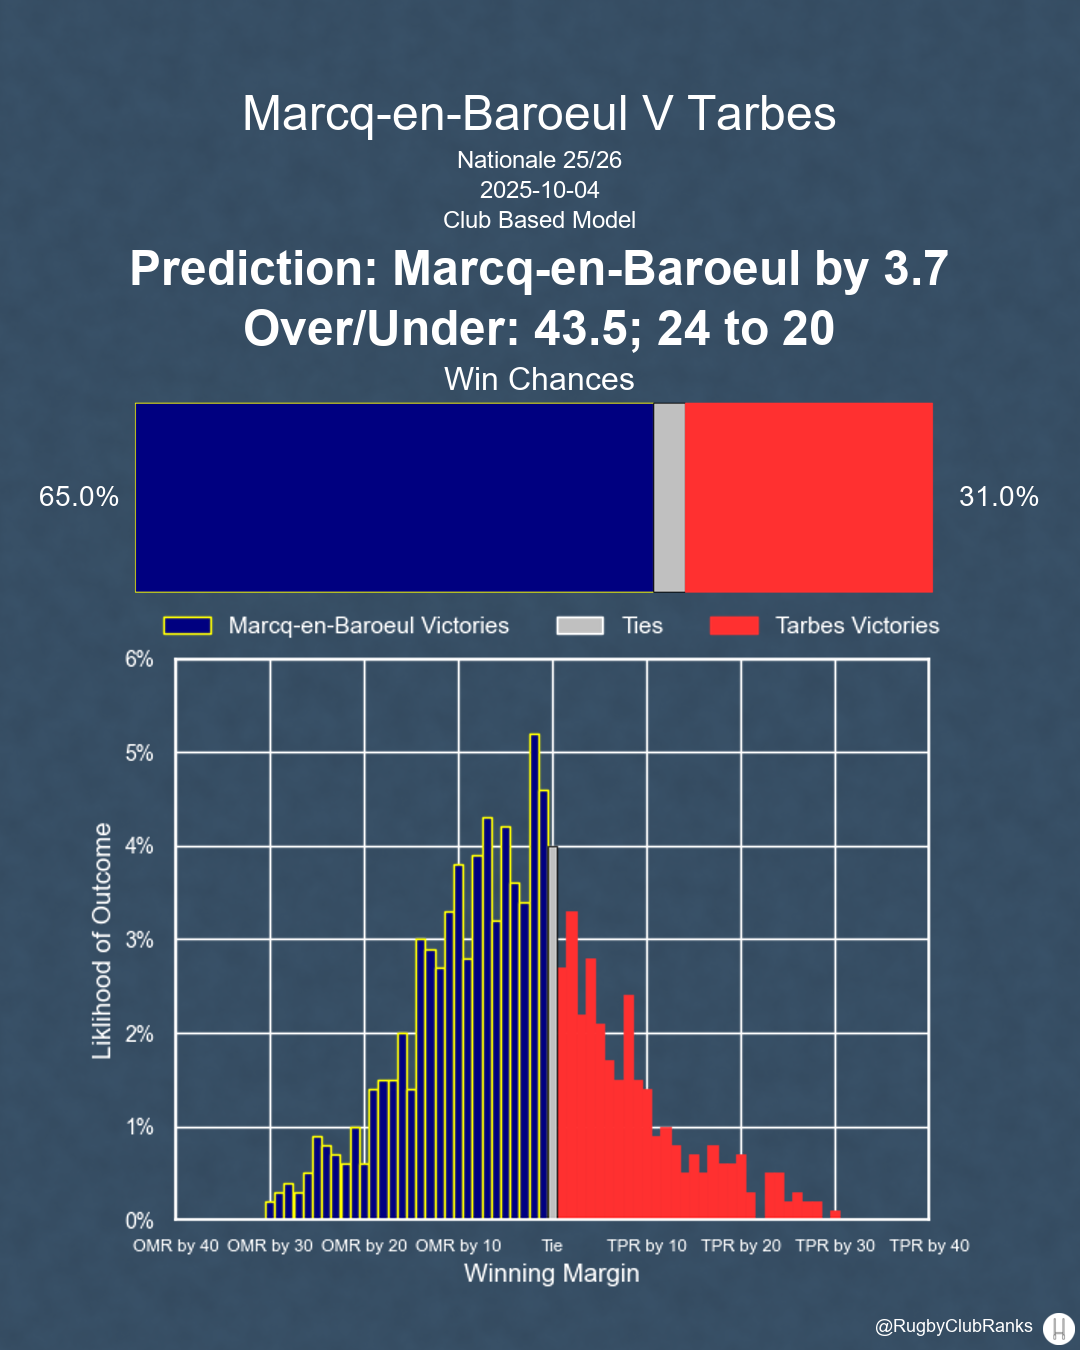 Marcq-en-Baroeul V Tarbes
Nationale 25/26
2025-10-04
Club Based Model
Prediction: Marcq-en-Baroeul by 3.7
Over/Under: 43.5; 24 to 20
Win Chances
65.0%
31.0%
Marcq-en-Baroeul Victories
Ties
Tarbes Victories
6%
5%
4%
3%
2%
1%
0%
Liklihood of Outcome
OMR by 40 OMR by 30 OMR by 20 OMR by 10 Tie TPR by 10 TPR by 20 TPR by 30 TPR by 40
Winning Margin
@RugbyClubRanks